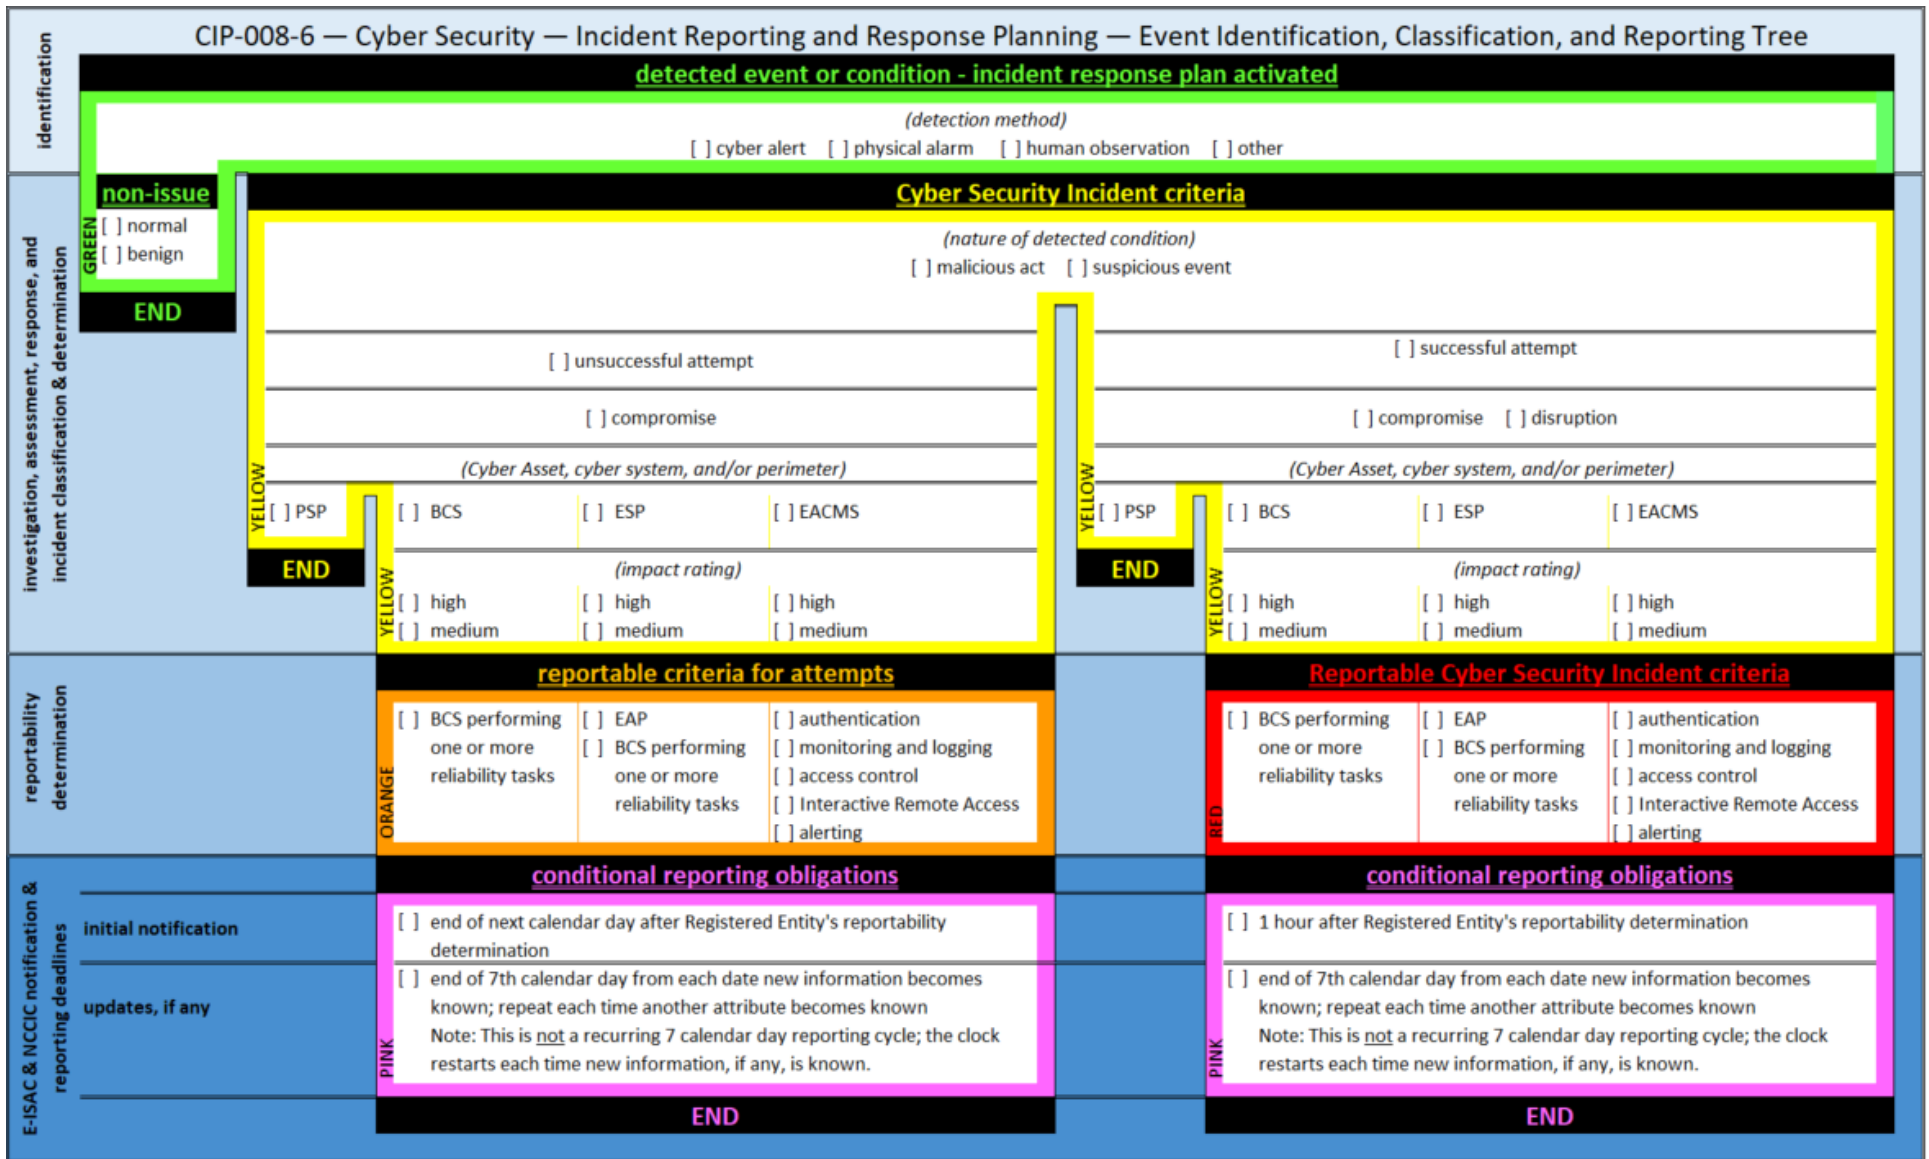 CIP-008-6 — Cyber Security — Incident Reporting and Response Planning — Event Identification, Classification, and Reporting Tree
identification
detected event or condition - incident response plan activated
(detection method)
[ ] cyber alert [ ] physical alarm [ ] human observation [ ] other
investigation, assessment, response, and
incident classification & determination
non-issue
GREEN
[ ] normal
[ ] benign
END
Cyber Security Incident criteria
(nature of detected condition)
[ ] malicious act [ ] suspicious event
YELLOW
[ ] unsuccessful attempt
[ ] compromise
(Cyber Asset, cyber system, and/or perimeter)
[ ] PSP
END
YELLOW
[ ] BCS [ ] ESP [ ] EACMS
(impact rating)
[ ] high [ ] high [ ] high
[ ] medium [ ] medium [ ] medium
YELLOW
[ ] successful attempt
[ ] compromise [ ] disruption
(Cyber Asset, cyber system, and/or perimeter)
[ ] PSP
END
YELLOW
[ ] BCS [ ] ESP [ ] EACMS
(impact rating)
[ ] high [ ] high [ ] high
[ ] medium [ ] medium [ ] medium
reportability
determination
reportable criteria for attempts
ORANGE
[ ] BCS performing
one or more
reliability tasks
[ ] EAP
[ ] BCS performing
one or more
reliability tasks
[ ] authentication
[ ] monitoring and logging
[ ] access control
[ ] Interactive Remote Access
[ ] alerting
Reportable Cyber Security Incident criteria
RED
[ ] BCS performing
one or more
reliability tasks
[ ] EAP
[ ] BCS performing
one or more
reliability tasks
[ ] authentication
[ ] monitoring and logging
[ ] access control
[ ] Interactive Remote Access
[ ] alerting
E-ISAC & NCCIC notification &
reporting deadlines
initial notification
updates, if any
conditional reporting obligations
PINK
[ ] end of next calendar day after Registered Entity's reportability
determination
[ ] end of 7th calendar day from each date new information becomes
known; repeat each time another attribute becomes known
Note: This is not a recurring 7 calendar day reporting cycle; the clock
restarts each time new information, if any, is known.
END
conditional reporting obligations
PINK
[ ] 1 hour after Registered Entity's reportability determination
[ ] end of 7th calendar day from each date new information becomes
known; repeat each time another attribute becomes known
Note: This is not a recurring 7 calendar day reporting cycle; the clock
restarts each time new information, if any, is known.
END